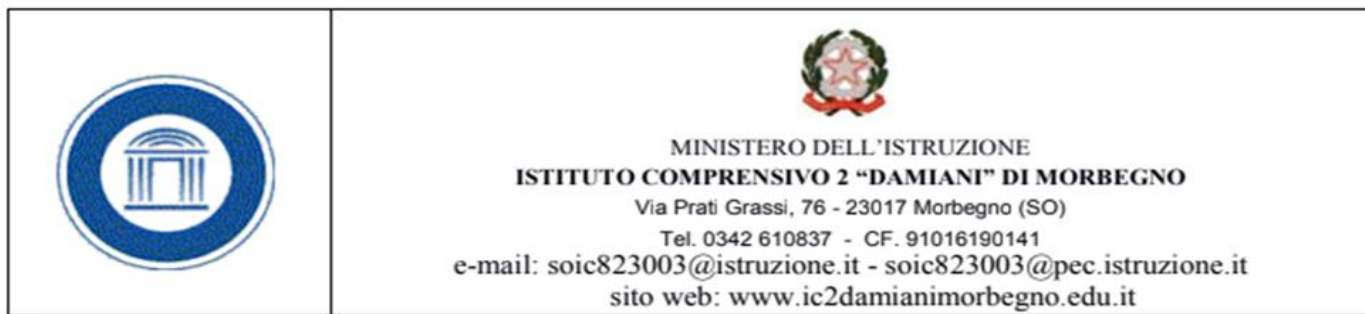 MINISTERO DELL’ISTRUZIONE
ISTITUTO COMPRENSIVO 2 “DAMIANI” DI MORBEGNO
Via Prati Grassi, 76 - 23017 Morbegno (SO)
Tel. 0342 610837 - CF. 91016190141
e-mail: soic823003@istruzione.it - soic823003@pec.istruzione.it
sito web: www.ic2damianimorbegno.edu.it